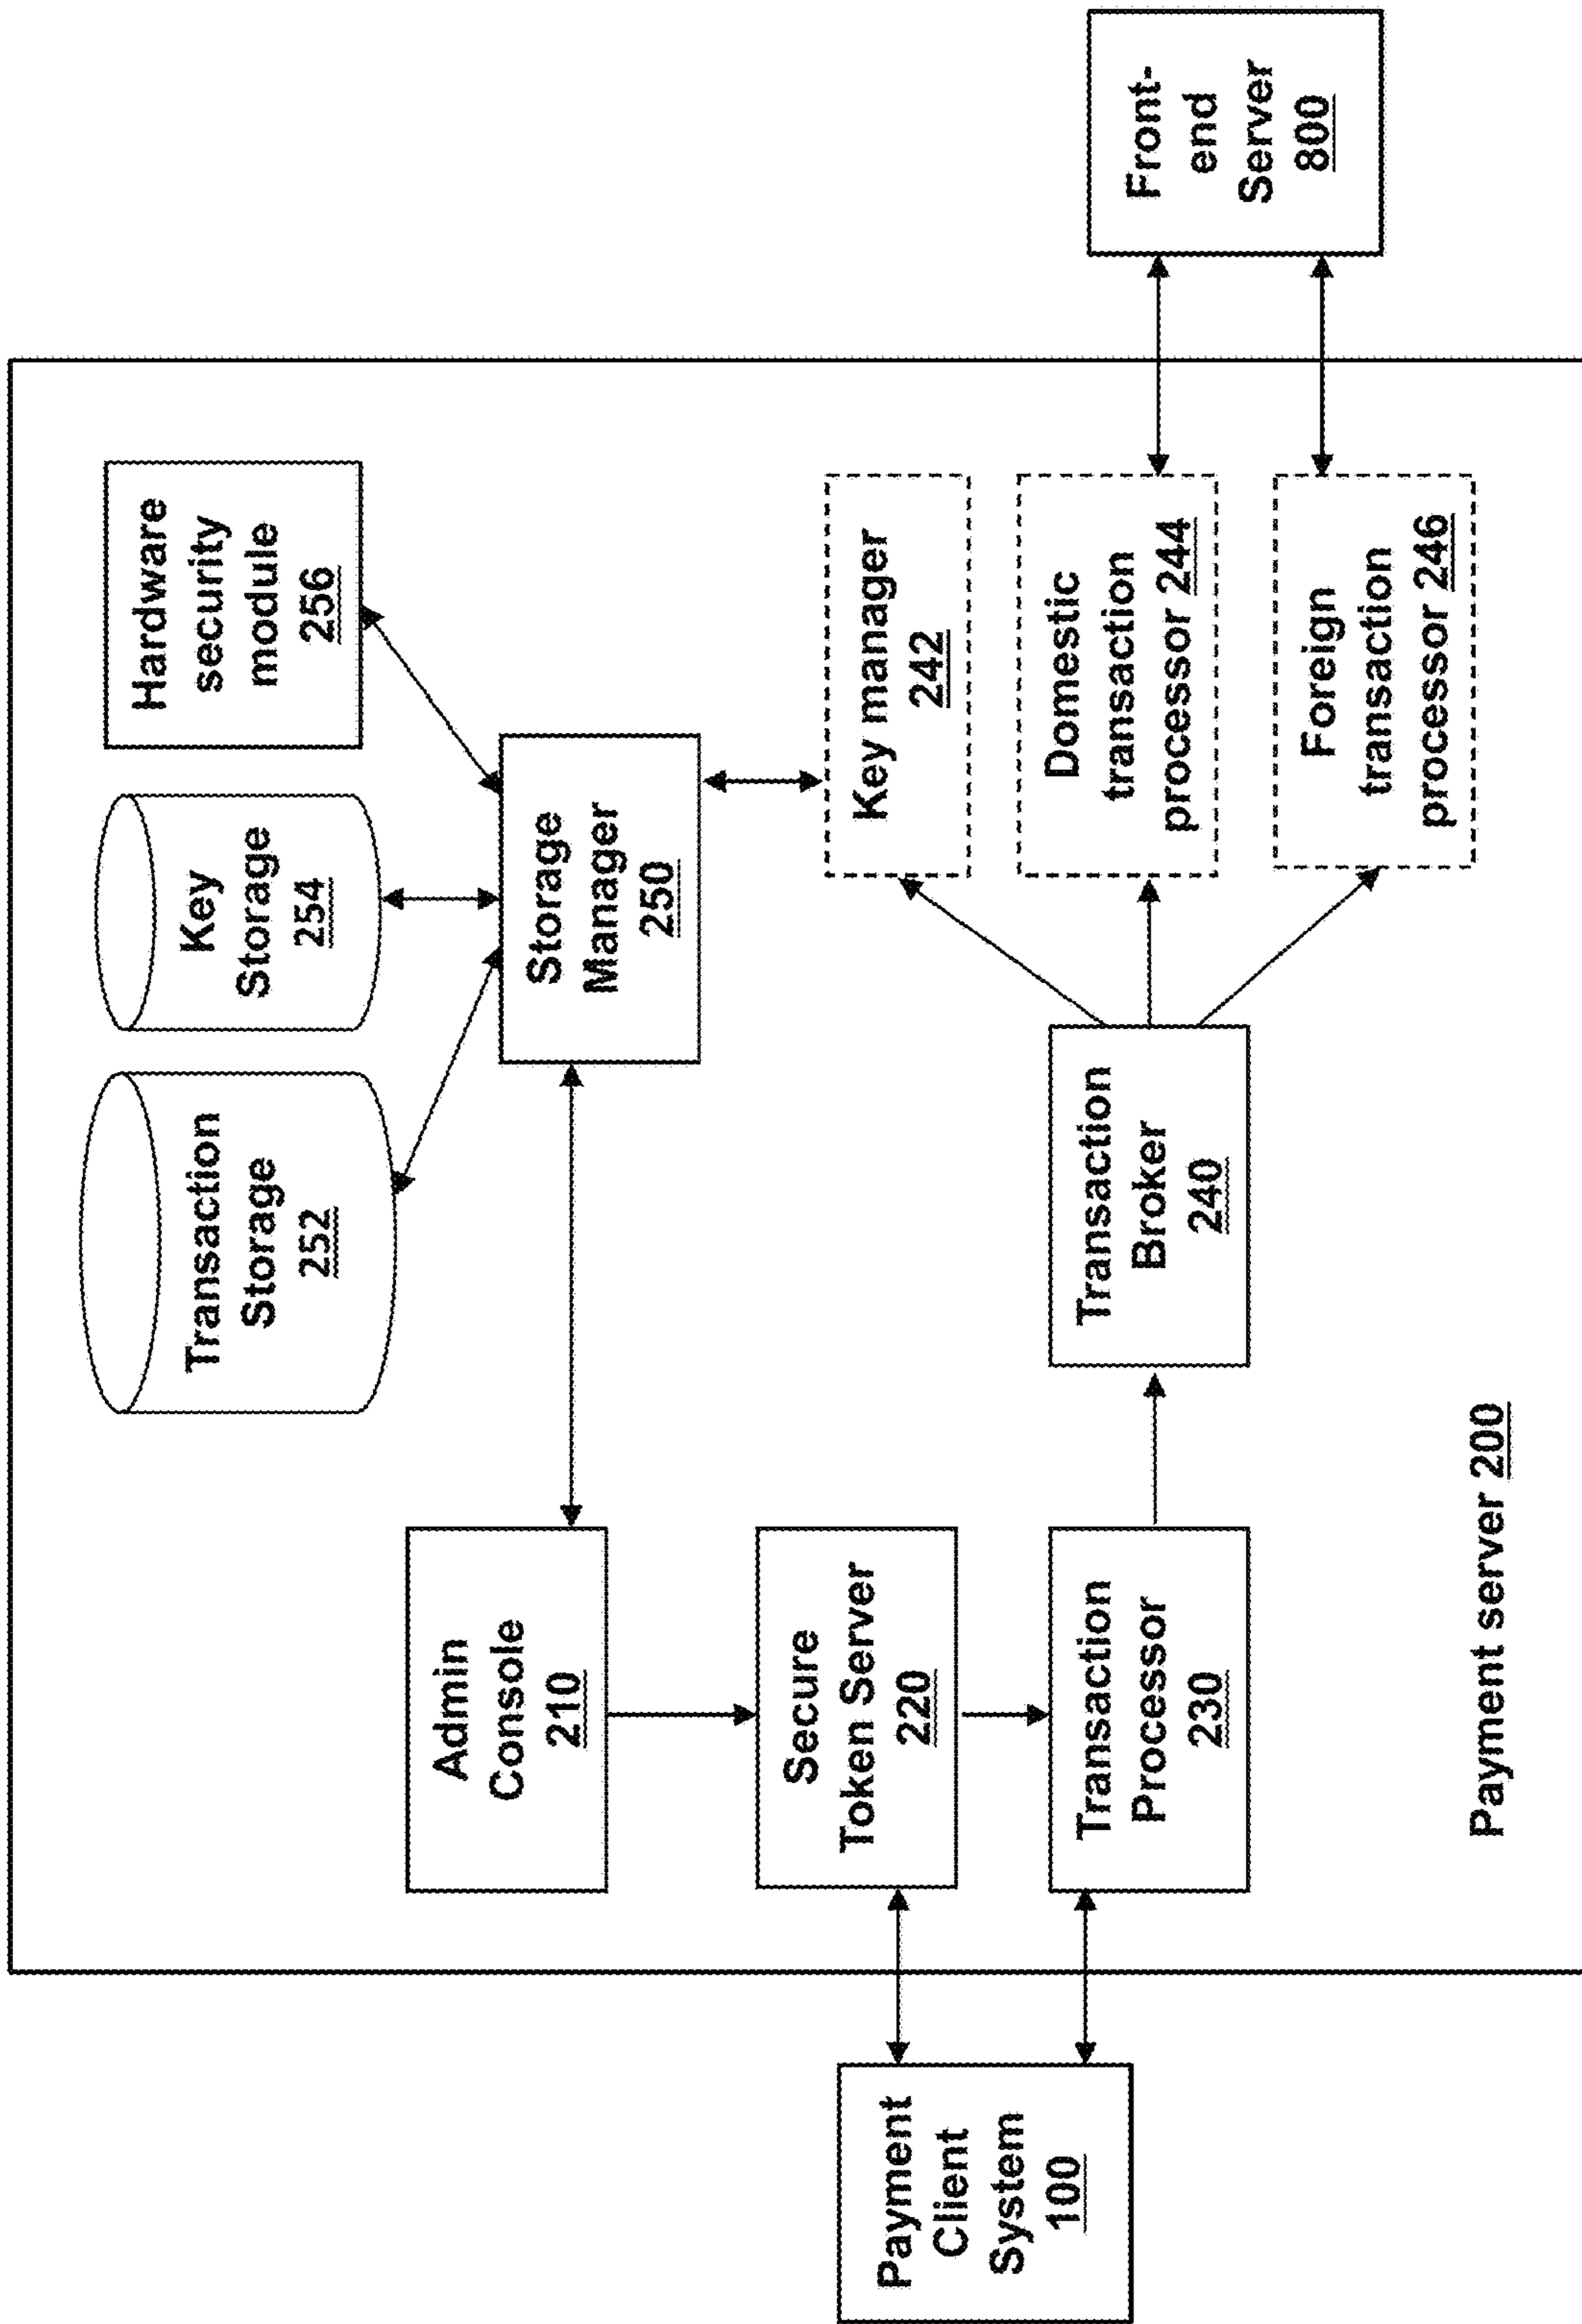 Payment
Client
System
100
Admin
Console
210
Secure
Token Server
220
Transaction
Processor
230
Payment server 200
Transaction
Storage
252
Key
Storage
254
Hardware
security
module
256
Storage
Manager
250
Transaction
Broker
240
Key manager
242
Domestic
transaction
processor 244
Foreign
transaction
processor 246
Front-
end
Server
800